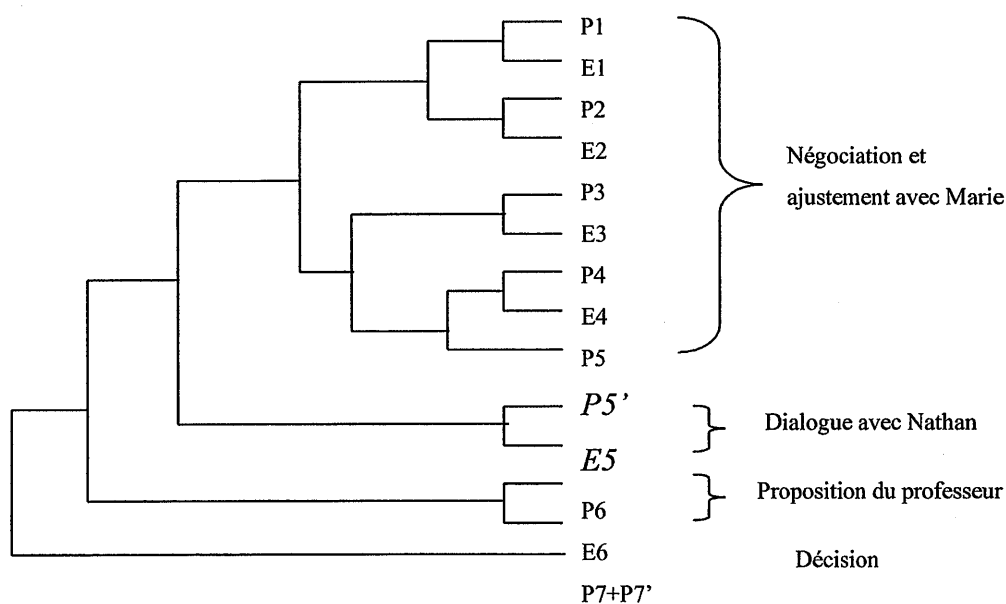 P1
E1
P2
E2
Négociation et
ajustement avec Marie
P3
E3
P4
E4
P5
P5’
Dialogue avec Nathan
E5
Proposition du professeur
P6
E6
Décision
P7+P7’